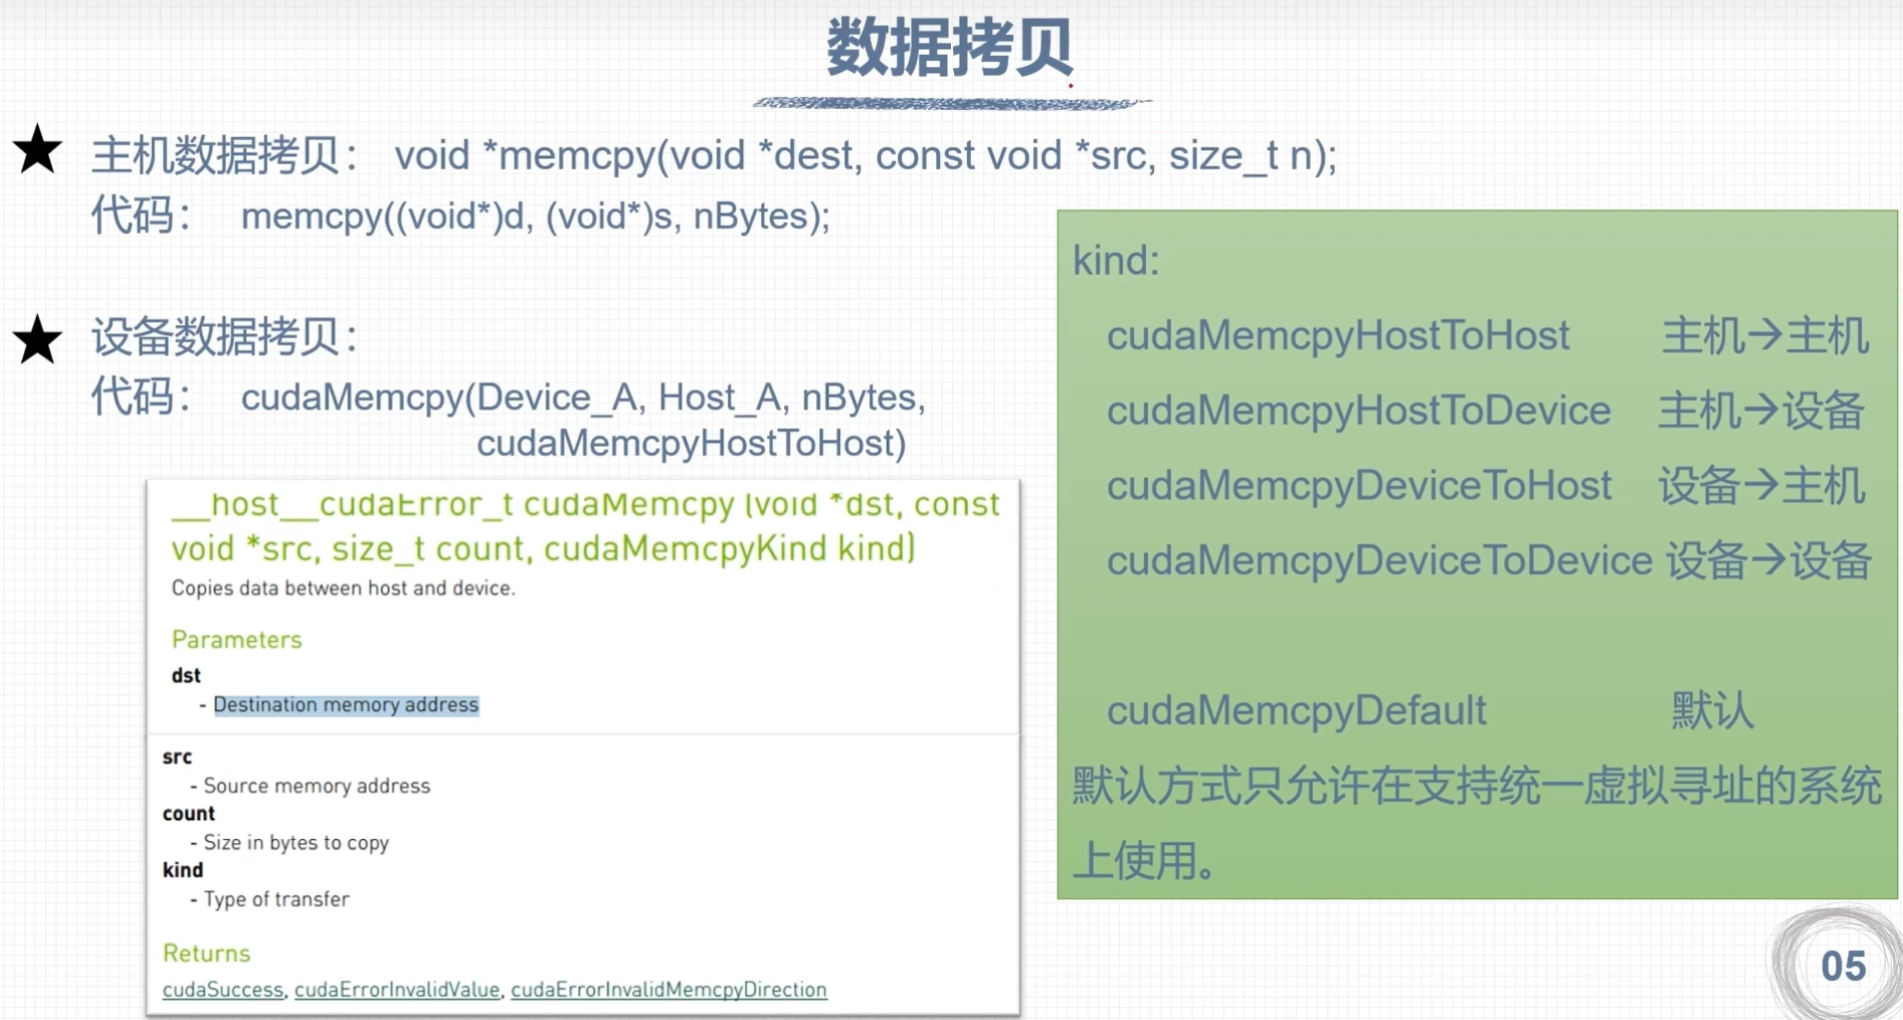 数据拷贝
主机数据拷贝： void *memcpy(void *dest, const void *src, size_t n);
代码： memcpy((void*)d, (void*)s, nBytes);
设备数据拷贝：
代码： cudaMemcpy(Device_A, Host_A, nBytes,
cudaMemcpyHostToHost)
__host__cudaError_t cudaMemcpy (void *dst, const
void *src, size_t count, cudaMemcpyKind kind)
Copies data between host and device.
Parameters
dst
- Destination memory address
src
- Source memory address
count
- Size in bytes to copy
kind
- Type of transfer
Returns
cudaSuccess, cudaErrorInvalidValue, cudaErrorInvalidMemcpyDirection
kind:
cudaMemcpyHostToHost 主机→主机
cudaMemcpyHostToDevice 主机→设备
cudaMemcpyDeviceToHost 设备→主机
cudaMemcpyDeviceToDevice 设备→设备
cudaMemcpyDefault 默认
默认方式只允许在支持统一虚拟寻址的系统
上使用。
05